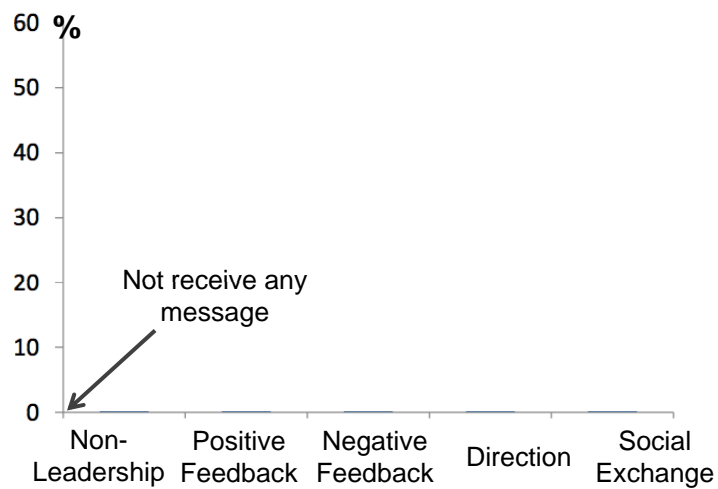 60 %
50
40
30
20
10
0
Not receive any
message
Non-
Leadership
Positive
Feedback
Negative
Feedback
Direction
Social
Exchange